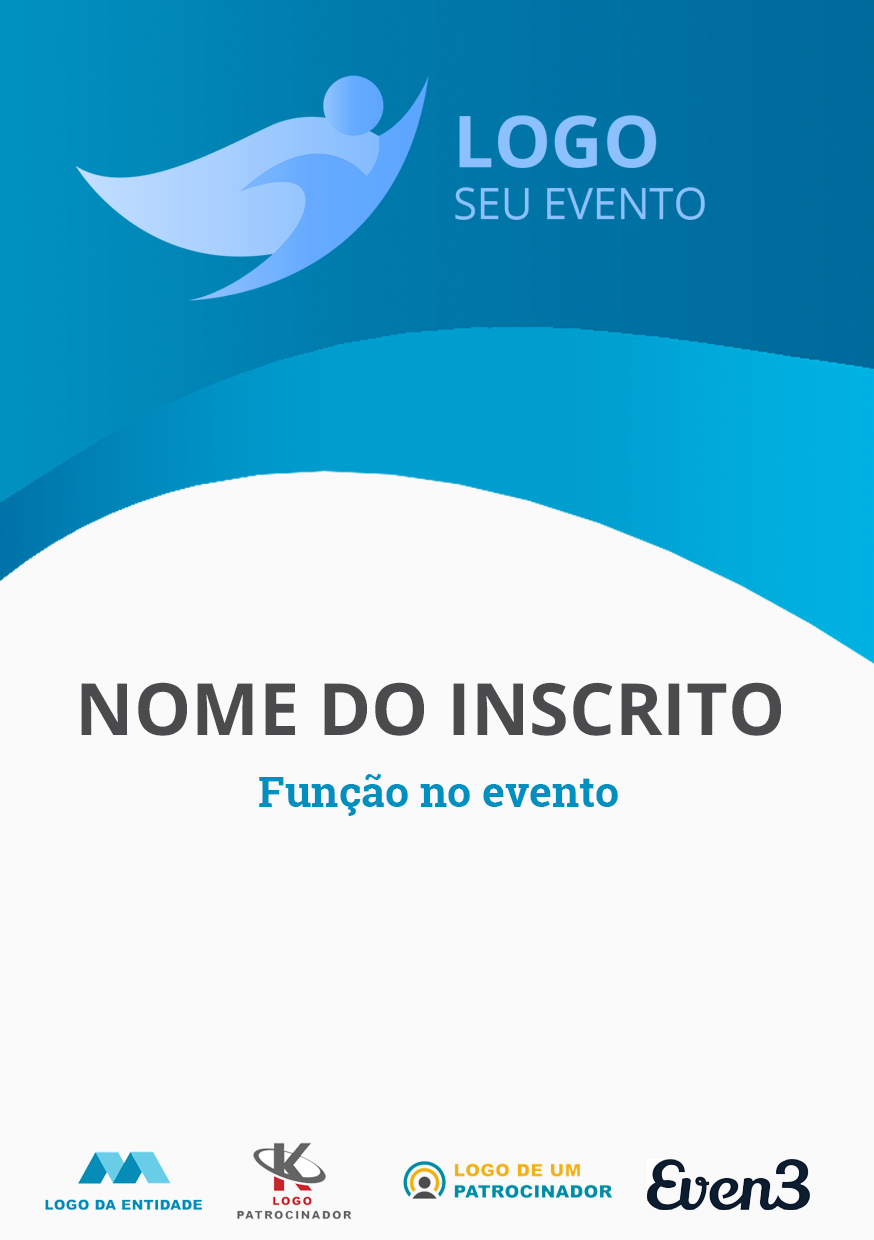 LOGO
SEU EVENTO
NOME DO INSCRITO
Função no evento
LOGO DA ENTIDADE
K
LOGO
PATROCINADOR
LOGO DE UM
PATROCINADOR
Even3